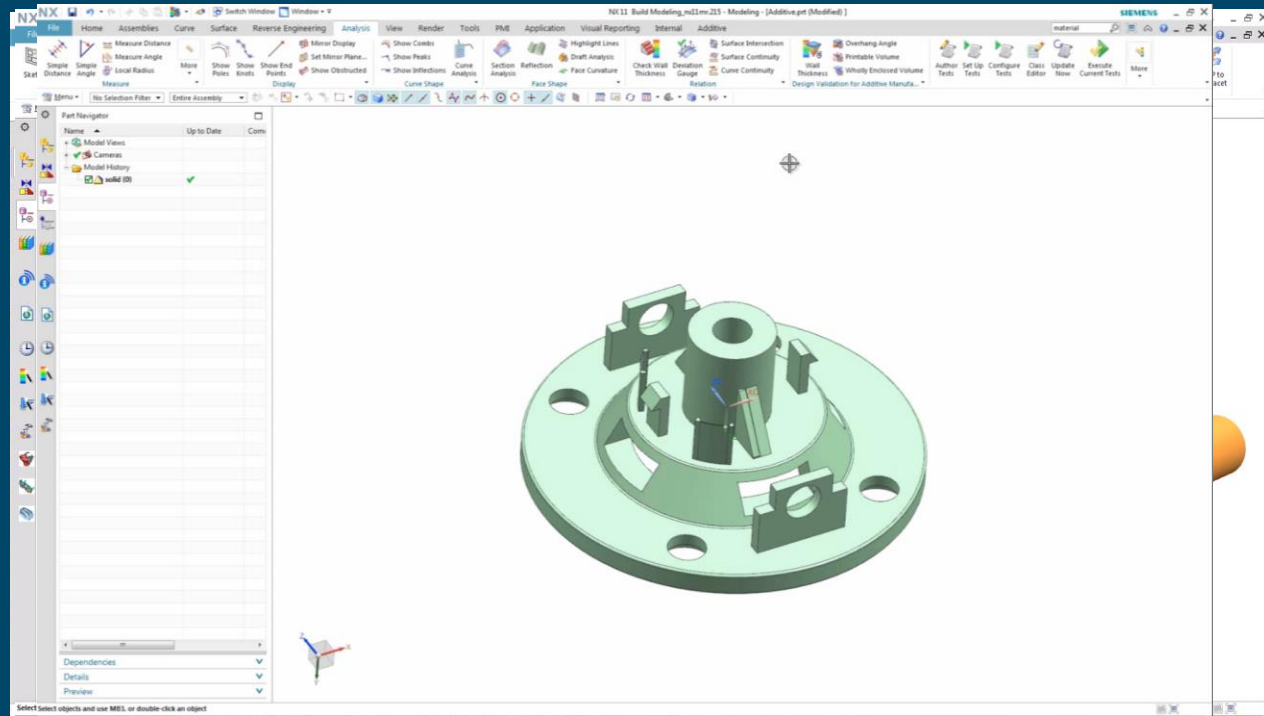 NX
NX
Switch Window Window
NX 11 Build Modeling_nx11mr.215 - Modeling - [Additive.prt (Modified) ]
SIEMENS
File Home Assemblies Curve Surface Reverse Engineering Analysis View Render Tools PMI Application Visual Reporting Internal Additive
material
Simple Distance
Simple Angle
Measure Distance
Measure Angle
Local Radius
More
Measure
Show Poles
Show Knots
Show End Points
Mirror Display
Set Mirror Plane...
Show Obstructed
Display
Show Combs
Show Peaks
Show Inflections
Curve Analysis
Curve Shape
Section Analysis
Reflection
Highlight Lines
Draft Analysis
Face Curvature
Face Shape
Check Wall Thickness
Deviation Gauge
Surface Intersection
Surface Continuity
Curve Continuity
Relation
Wall Thickness
Overhang Angle
Printable Volume
Wholly Enclosed Volume
Design Validation for Additive Manufa...
Author Tests
Set Up Tests
Configure Tests
Class Editor
Update Now
Execute Current Tests
More
Menu
No Selection Filter
Entire Assembly
Part Navigator
Name Up to Date Com
Model Views
Cameras
Model History
solid (0)
Dependencies
Details
Preview
Z
X
Y
Select
Select objects and use MB3, or double-click an object